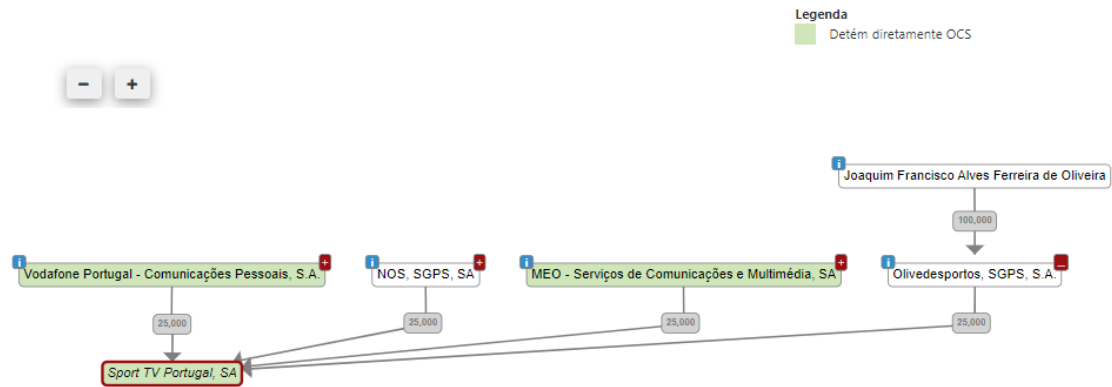 Legenda
Detém diretamente OCS
− +
i
Joaquim Francisco Alves Ferreira de Oliveira
100,000
i + i + i + i _
Vodafone Portugal - Comunicações Pessoais, S.A. NOS, SGPS, SA MEO - Serviços de Comunicações e Multimédia, SA Olivedesportos, SGPS, S.A.
25,000 25,000 25,000 25,000
Sport TV Portugal, SA